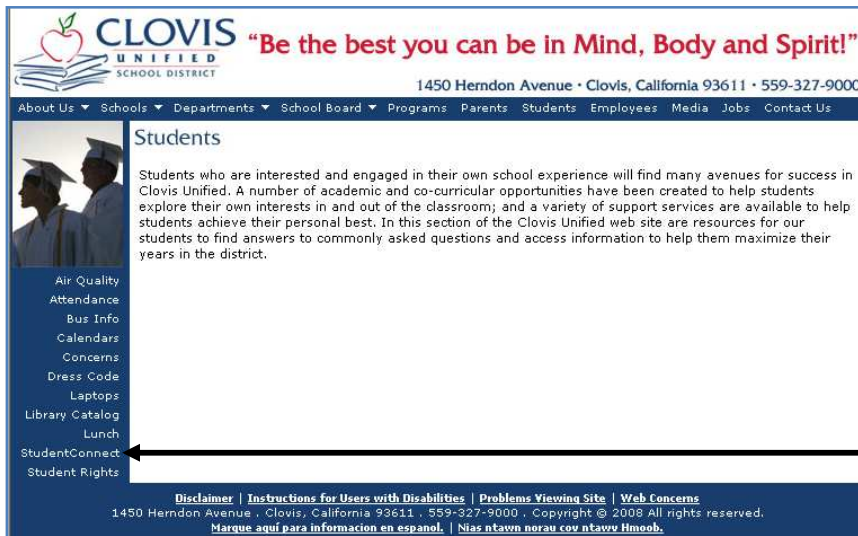 CLOVIS
UNIFIED
SCHOOL DISTRICT
“Be the best you can be in Mind, Body and Spirit!”
1450 Herndon Avenue · Clovis, California 93611 · 559-327-9000
About Us Schools Departments School Board Programs Parents Students Employees Media Jobs Contact Us
Students
Students who are interested and engaged in their own school experience will find many avenues for success in
Clovis Unified. A number of academic and co-curricular opportunities have been created to help students
explore their own interests in and out of the classroom; and a variety of support services are available to help
students achieve their personal best. In this section of the Clovis Unified web site are resources for our
students to find answers to commonly asked questions and access information to help them maximize their
years in the district.
Air Quality
Attendance
Bus Info
Calendars
Concerns
Dress Code
Laptops
Library Catalog
Lunch
StudentConnect
Student Rights
Disclaimer | Instructions for Users with Disabilities | Problems Viewing Site | Web Concerns
1450 Herndon Avenue . Clovis, California 93611 . 559-327-9000 . Copyright © 2008 All rights reserved.
Marque aquí para informacion en espanol. | Nias ntawn norau cov ntawv Hmoob.